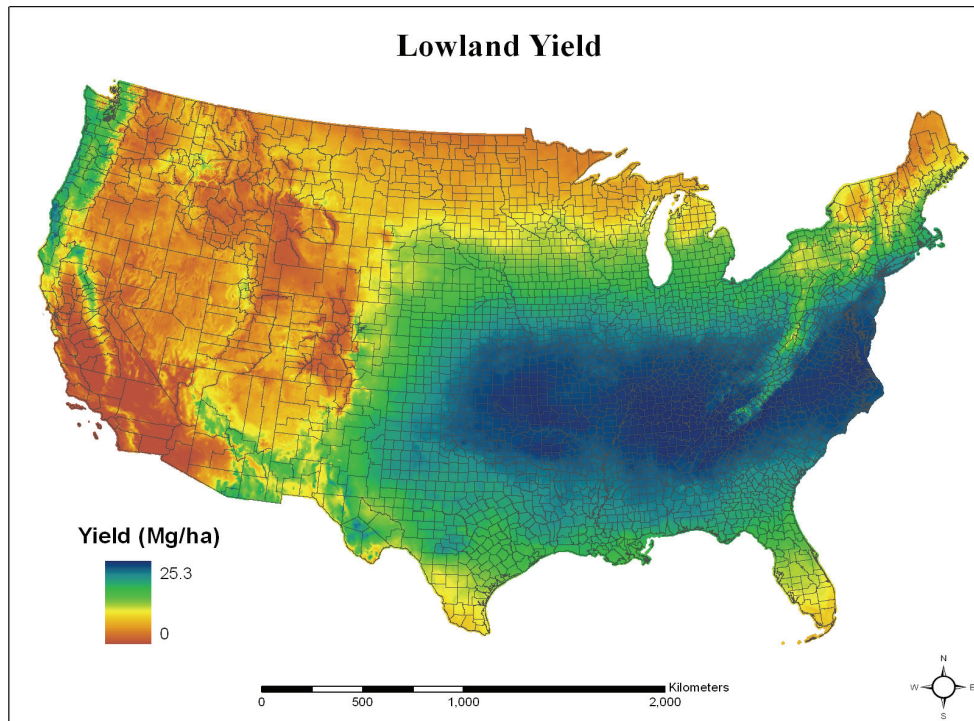 Lowland Yield
Yield (Mg/ha)
25.3
0
0 500 1,000 2,000 Kilometers
N
W E
S